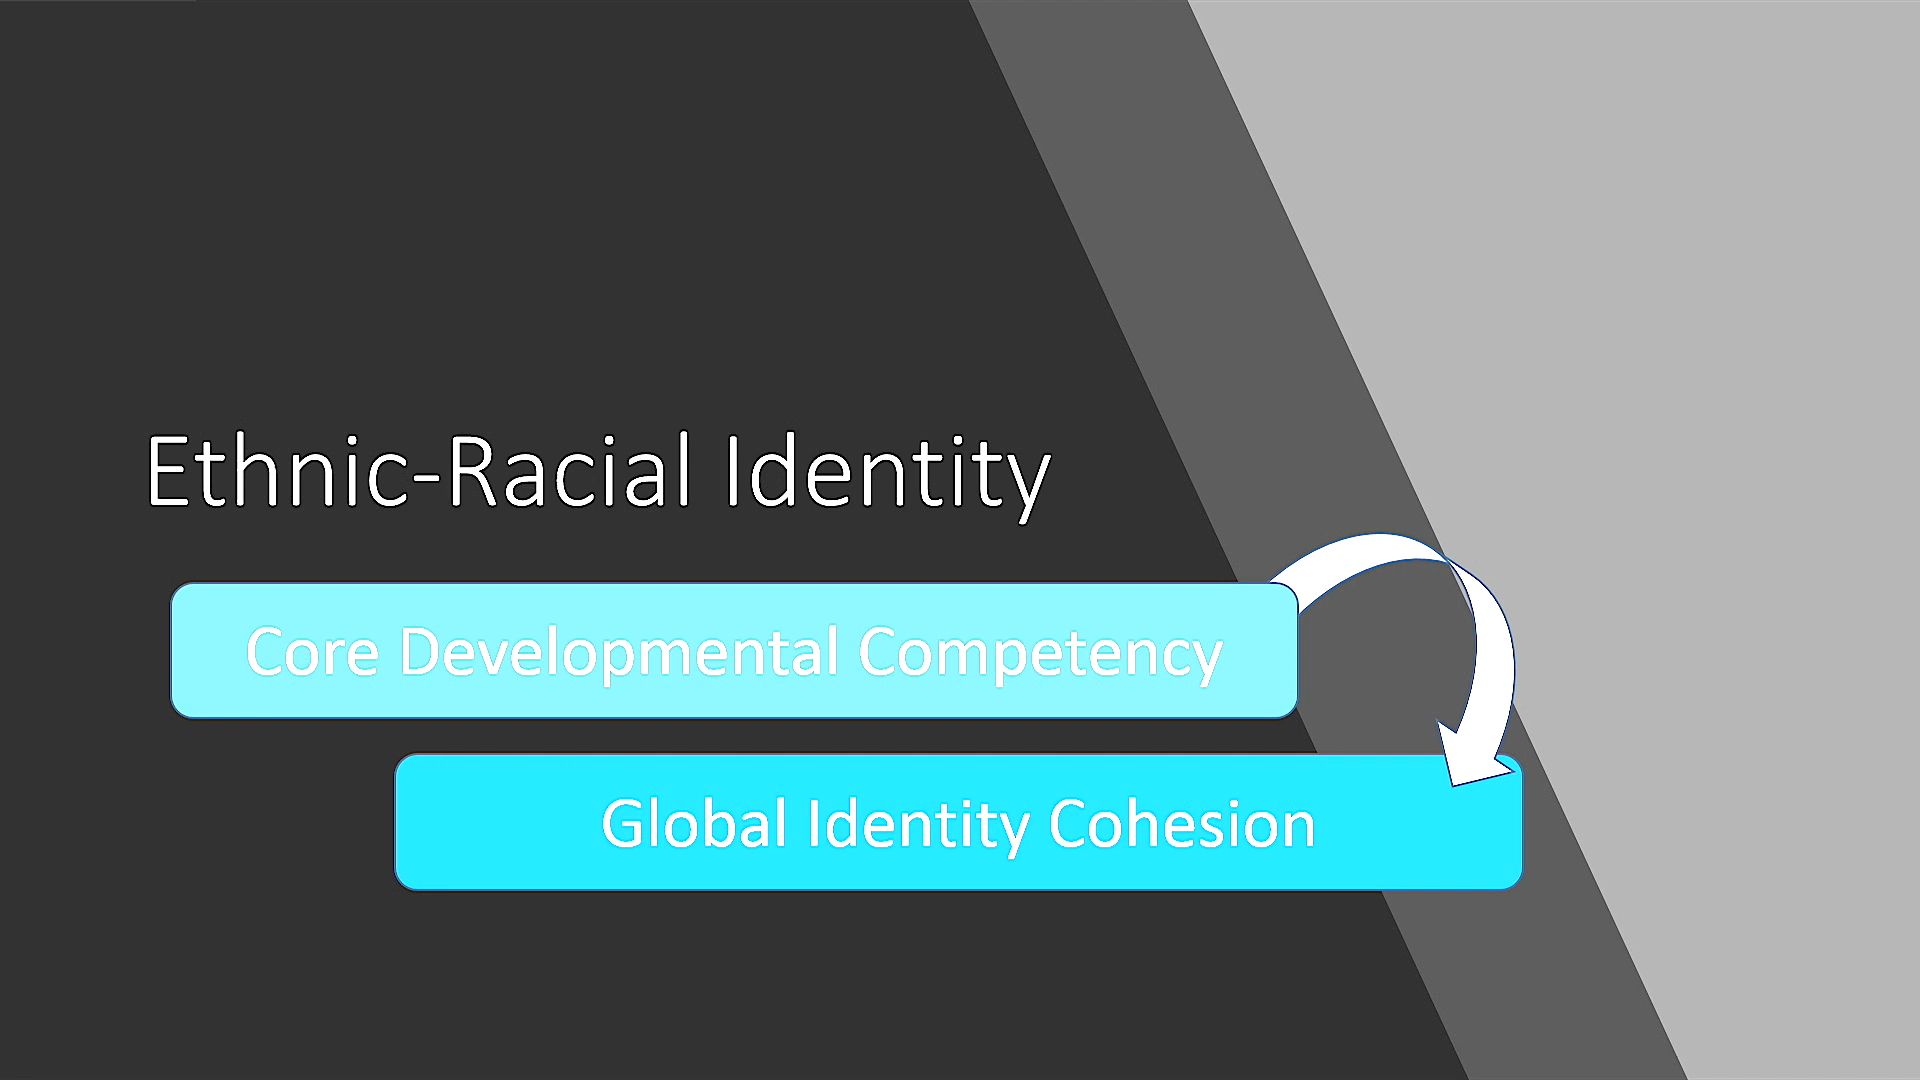 Ethnic-Racial Identity
Core Developmental Competency
Global Identity Cohesion